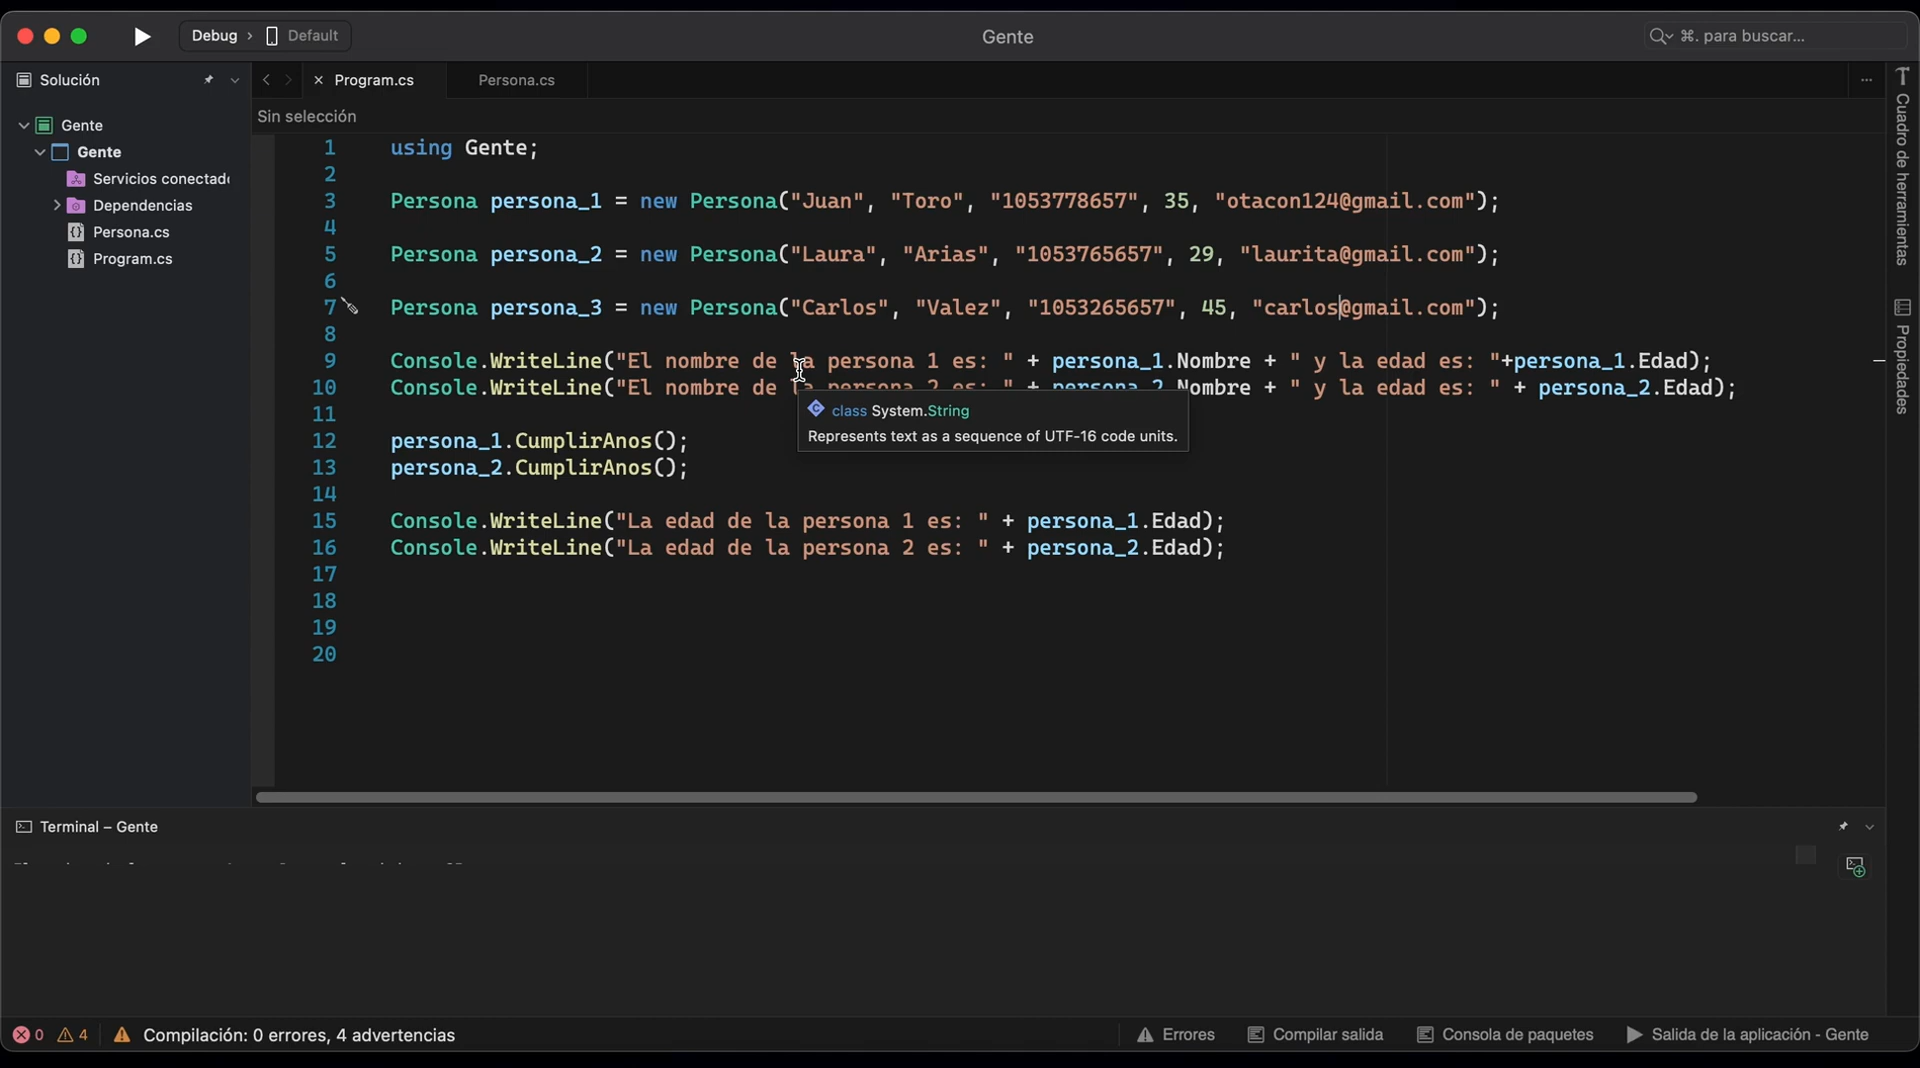 Debug › Default
Gente
⌘. para buscar...
Solución
Program.cs
Persona.cs
Sin selección
Gente
Gente
Servicios conectad
Dependencias
Persona.cs
Program.cs
1 using Gente;
2
3 Persona persona_1 = new Persona("Juan", "Toro", "1053778657", 35, "otacon124@gmail.com");
4
5 Persona persona_2 = new Persona("Laura", "Arias", "1053765657", 29, "laurita@gmail.com");
6
7 Persona persona_3 = new Persona("Carlos", "Valez", "1053265657", 45, "carlos@gmail.com");
8
9 Console.WriteLine("El nombre de la persona 1 es: " + persona_1.Nombre + " y la edad es: "+persona_1.Edad);
10 Console.WriteLine("El nombre de la persona 2 es: " + persona_2.Nombre + " y la edad es: " + persona_2.Edad);
class System.String
Represents text as a sequence of UTF-16 code units.
11
12 persona_1.CumplirAnos();
13 persona_2.CumplirAnos();
14
15 Console.WriteLine("La edad de la persona 1 es: " + persona_1.Edad);
16 Console.WriteLine("La edad de la persona 2 es: " + persona_2.Edad);
17
18
19
20
Cuadro de herramientas
Propiedades
Terminal – Gente
0 4 Compilación: 0 errores, 4 advertencias
Errores
Compilar salida
Consola de paquetes
Salida de la aplicación - Gente